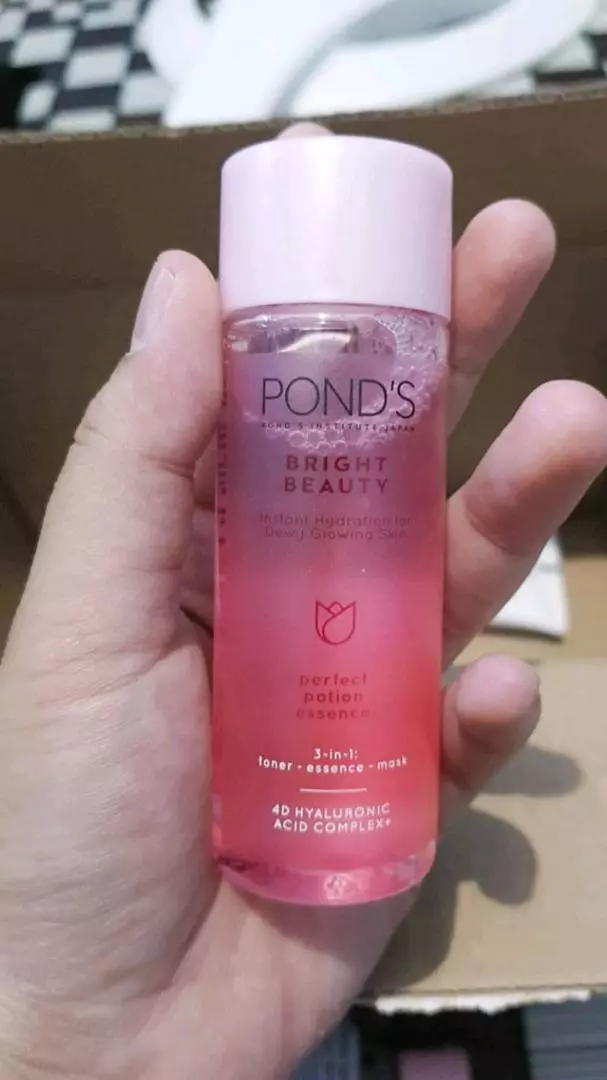 POND'S
POND'S INSTITUTE JAPAN
BRIGHT
BEAUTY
Instant Hydration for
Dewy Glowing Skin
perfect
potion
essence
3-in-1:
toner - essence - mask
4D HYALURONIC
ACID COMPLEX+